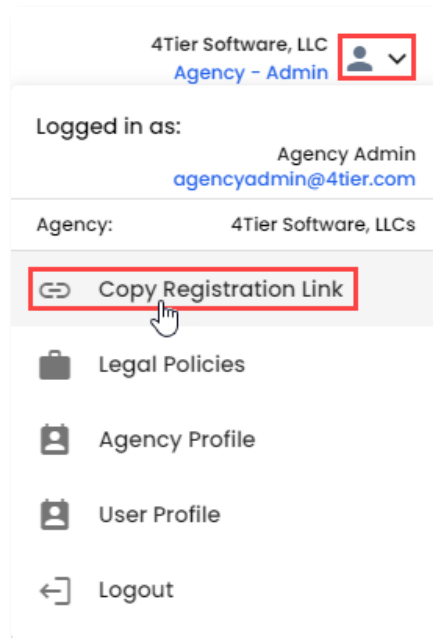 4Tier Software, LLC
Agency - Admin
Logged in as:
Agency Admin
agencyadmin@4tier.com
Agency: 4Tier Software, LLCs
Copy Registration Link
Legal Policies
Agency Profile
User Profile
Logout